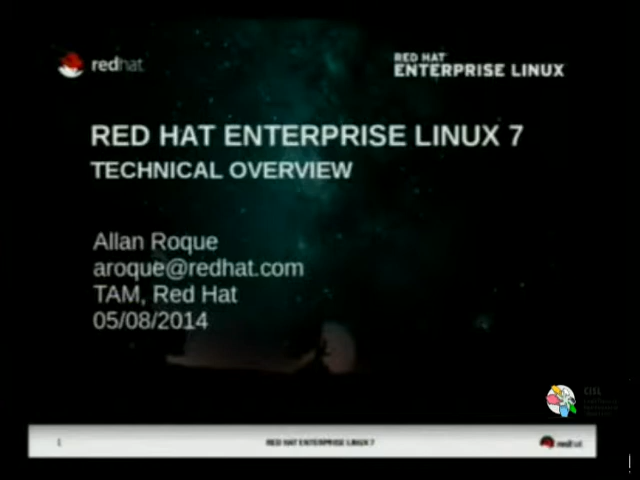 redhat
RED HAT
ENTERPRISE LINUX
RED HAT ENTERPRISE LINUX 7
TECHNICAL OVERVIEW
Allan Roque
aroque@redhat.com
TAM, Red Hat
05/08/2014
1
RED HAT ENTERPRISE LINUX 7
redhat